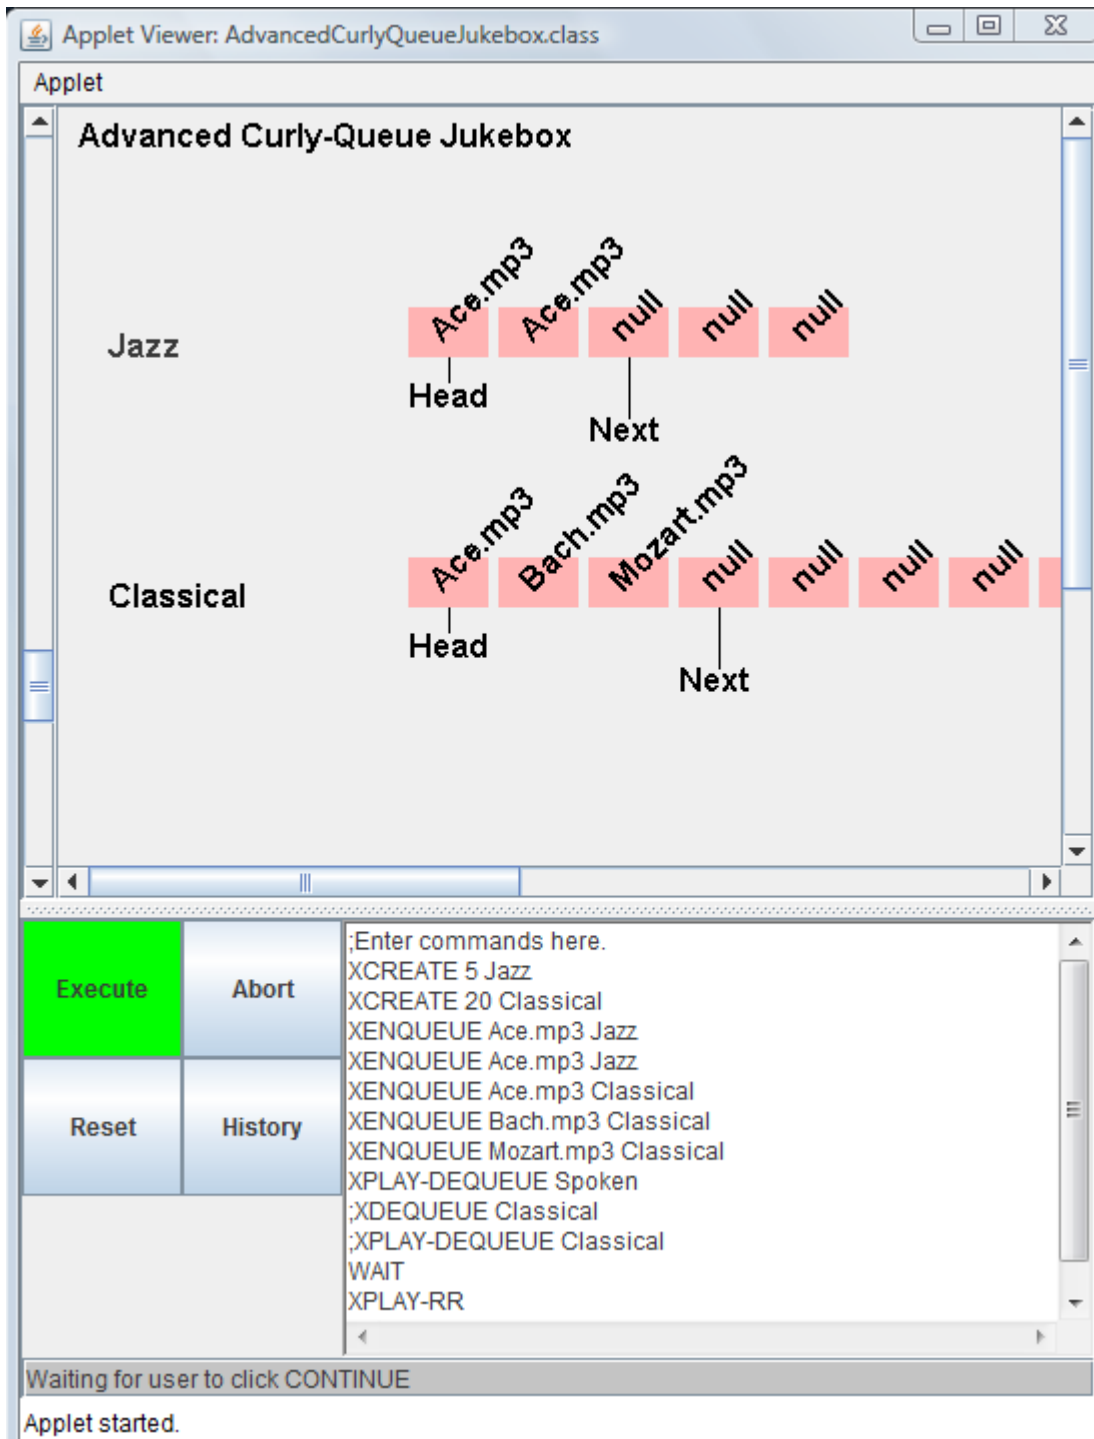 Applet Viewer: AdvancedCurlyQueueJukebox.class
Applet
Advanced Curly-Queue Jukebox
Jazz
Ace.mp3 Ace.mp3 null null null
Head
Next
Classical
Ace.mp3 Bach.mp3 Mozart.mp3 null null null null
Head
Next
Execute
Abort
Reset
History
;Enter commands here.
XCREATE 5 Jazz
XCREATE 20 Classical
XENQUEUE Ace.mp3 Jazz
XENQUEUE Ace.mp3 Jazz
XENQUEUE Ace.mp3 Classical
XENQUEUE Bach.mp3 Classical
XENQUEUE Mozart.mp3 Classical
XPLAY-DEQUEUE Spoken
;XDEQUEUE Classical
;XPLAY-DEQUEUE Classical
WAIT
XPLAY-RR
Waiting for user to click CONTINUE
Applet started.